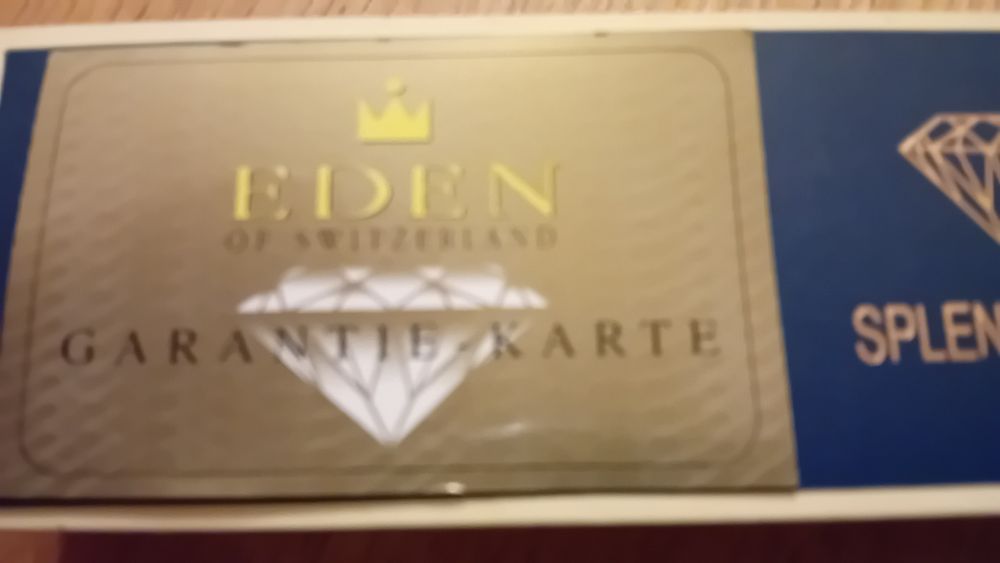 EDEN
OF SWITZERLAND
GARANTIE-KARTE
SPLEN